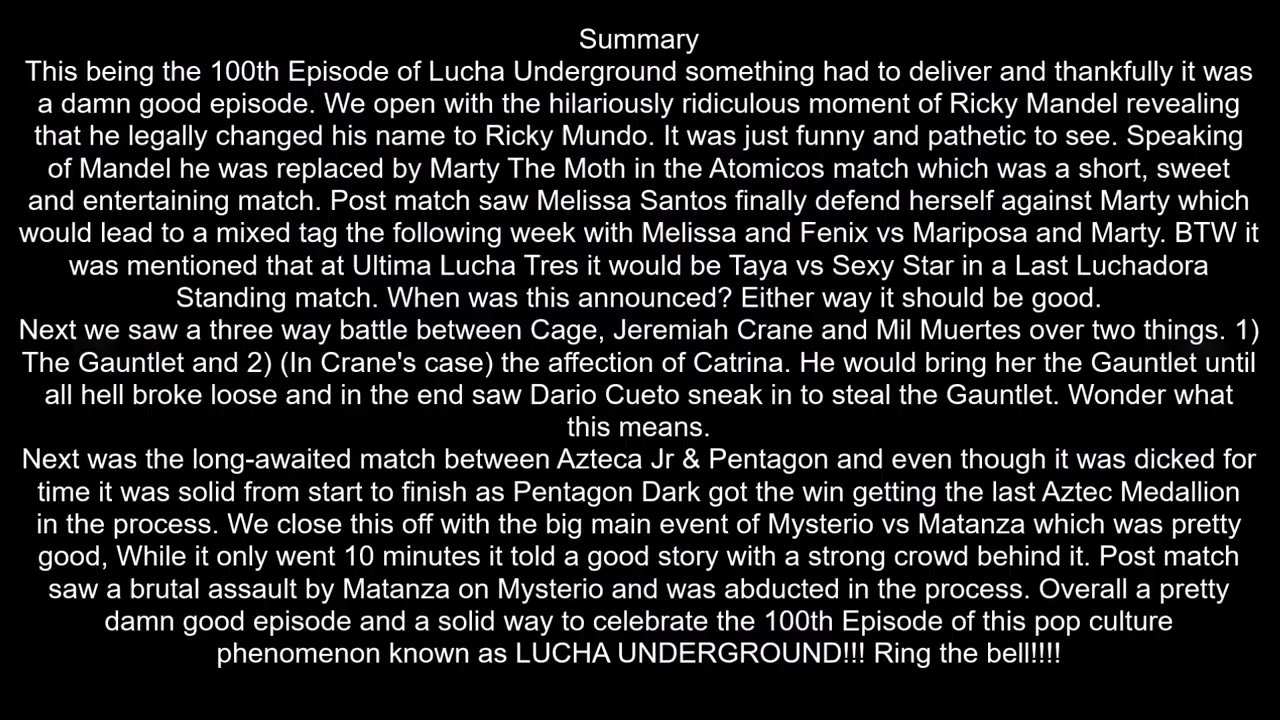 Summary
This being the 100th Episode of Lucha Underground something had to deliver and thankfully it was
a damn good episode. We open with the hilariously ridiculous moment of Ricky Mandel revealing
that he legally changed his name to Ricky Mundo. It was just funny and pathetic to see. Speaking
of Mandel he was replaced by Marty The Moth in the Atomicos match which was a short, sweet
and entertaining match. Post match saw Melissa Santos finally defend herself against Marty which
would lead to a mixed tag the following week with Melissa and Fenix vs Mariposa and Marty. BTW it
was mentioned that at Ultima Lucha Tres it would be Taya vs Sexy Star in a Last Luchadora
Standing match. When was this announced? Either way it should be good.
Next we saw a three way battle between Cage, Jeremiah Crane and Mil Muertes over two things. 1)
The Gauntlet and 2) (In Crane's case) the affection of Catrina. He would bring her the Gauntlet until
all hell broke loose and in the end saw Dario Cueto sneak in to steal the Gauntlet. Wonder what
this means.
Next was the long-awaited match between Azteca Jr & Pentagon and even though it was dicked for
time it was solid from start to finish as Pentagon Dark got the win getting the last Aztec Medallion
in the process. We close this off with the big main event of Mysterio vs Matanza which was pretty
good, While it only went 10 minutes it told a good story with a strong crowd behind it. Post match
saw a brutal assault by Matanza on Mysterio and was abducted in the process. Overall a pretty
damn good episode and a solid way to celebrate the 100th Episode of this pop culture
phenomenon known as LUCHA UNDERGROUND!!! Ring the bell!!!!